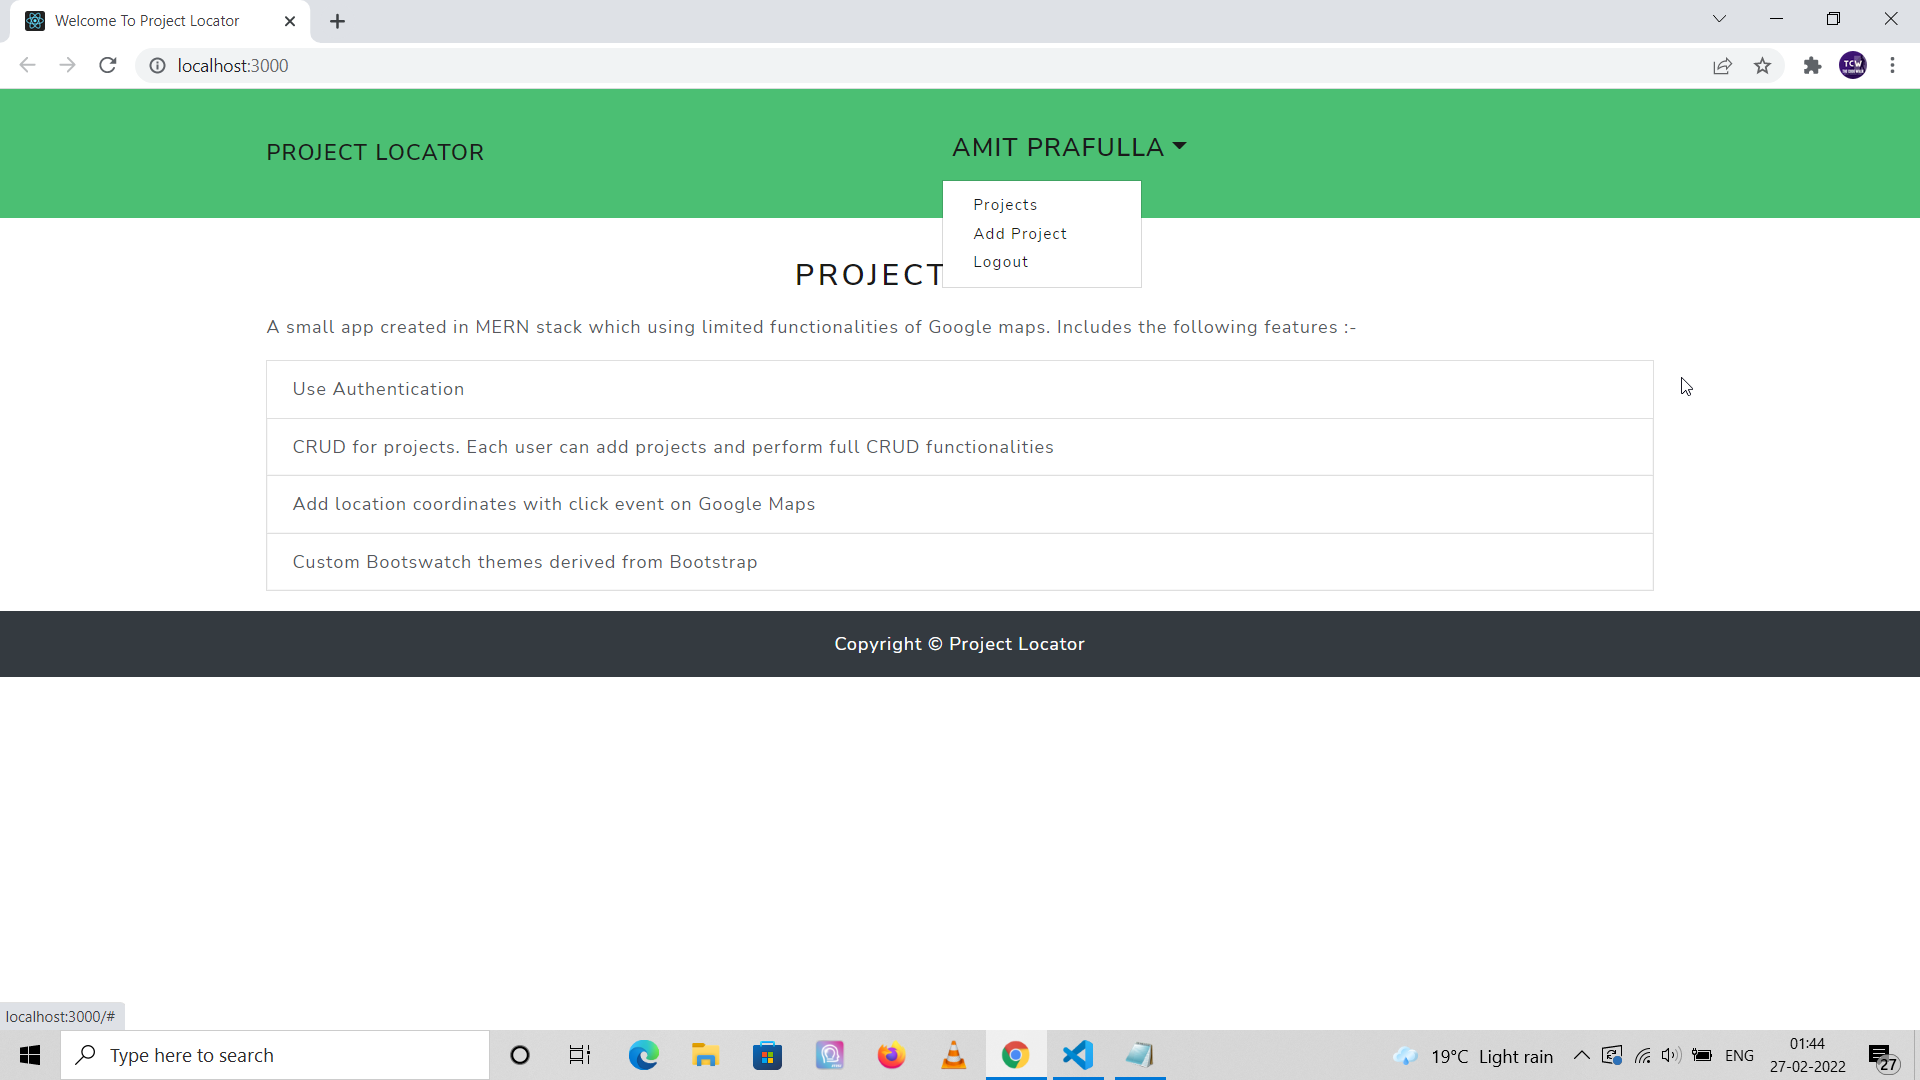 Welcome To Project Locator
localhost:3000
TCW
PROJECT LOCATOR
AMIT PRAFULLA
Projects
Add Project
Logout
PROJECT
A small app created in MERN stack which using limited functionalities of Google maps. Includes the following features :-
Use Authentication
CRUD for projects. Each user can add projects and perform full CRUD functionalities
Add location coordinates with click event on Google Maps
Custom Bootswatch themes derived from Bootstrap
Copyright © Project Locator
localhost:3000/#
Type here to search
19°C Light rain
ENG
01:44
27-02-2022
27